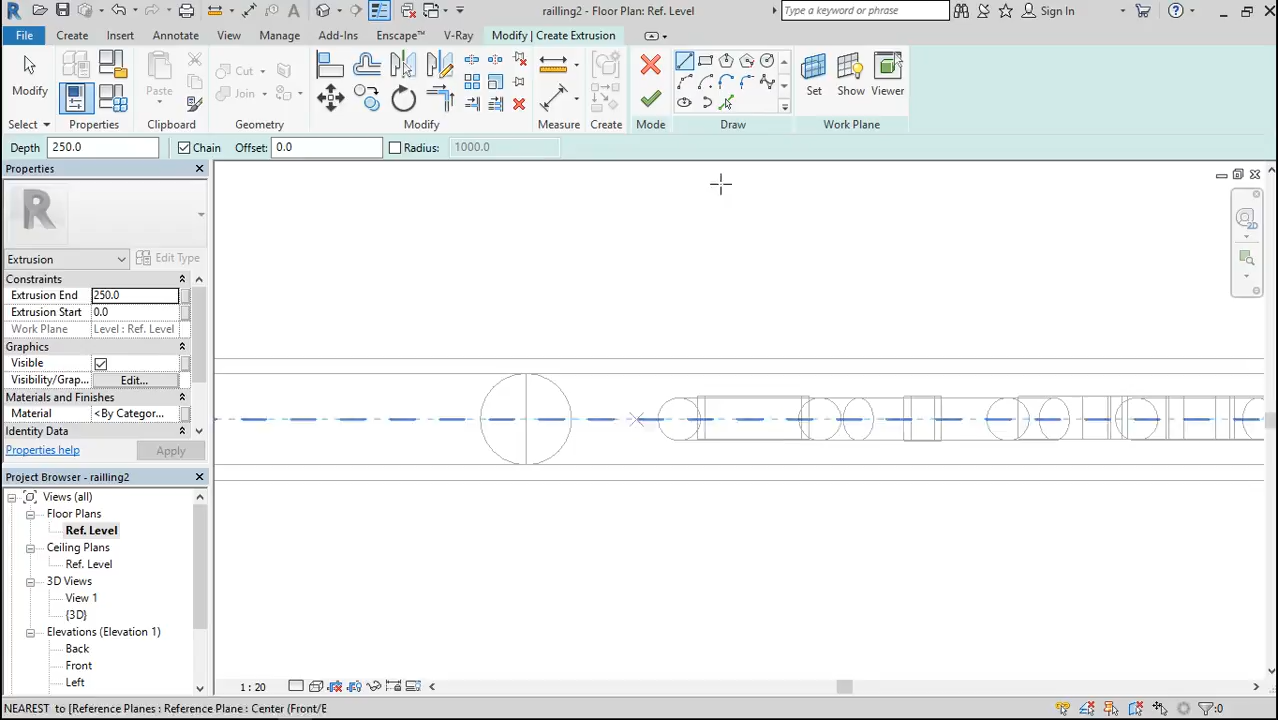 railling2 - Floor Plan: Ref. Level
Type a keyword or phrase
Sign In
File
Create
Insert
Annotate
View
Manage
Add-Ins
Enscape™
V-Ray
Modify | Create Extrusion
Modify
Paste
Cut
Join
Set
Show
Viewer
Select
Properties
Clipboard
Geometry
Modify
Measure
Create
Mode
Draw
Work Plane
Depth
250.0
Chain
Offset:
0.0
Radius:
1000.0
Properties
Extrusion
Edit Type
Constraints
Extrusion End
250.0
Extrusion Start
0.0
Work Plane
Level : Ref. Level
Graphics
Visible
Visibility/Grap...
Edit...
Materials and Finishes
Material
<By Categor...
Identity Data
Properties help
Apply
Project Browser - railling2
Views (all)
Floor Plans
Ref. Level
Ceiling Plans
Ref. Level
3D Views
View 1
{3D}
Elevations (Elevation 1)
Back
Front
Left
1 : 20
NEAREST to [Reference Planes : Reference Plane : Center (Front/E
:0
2D